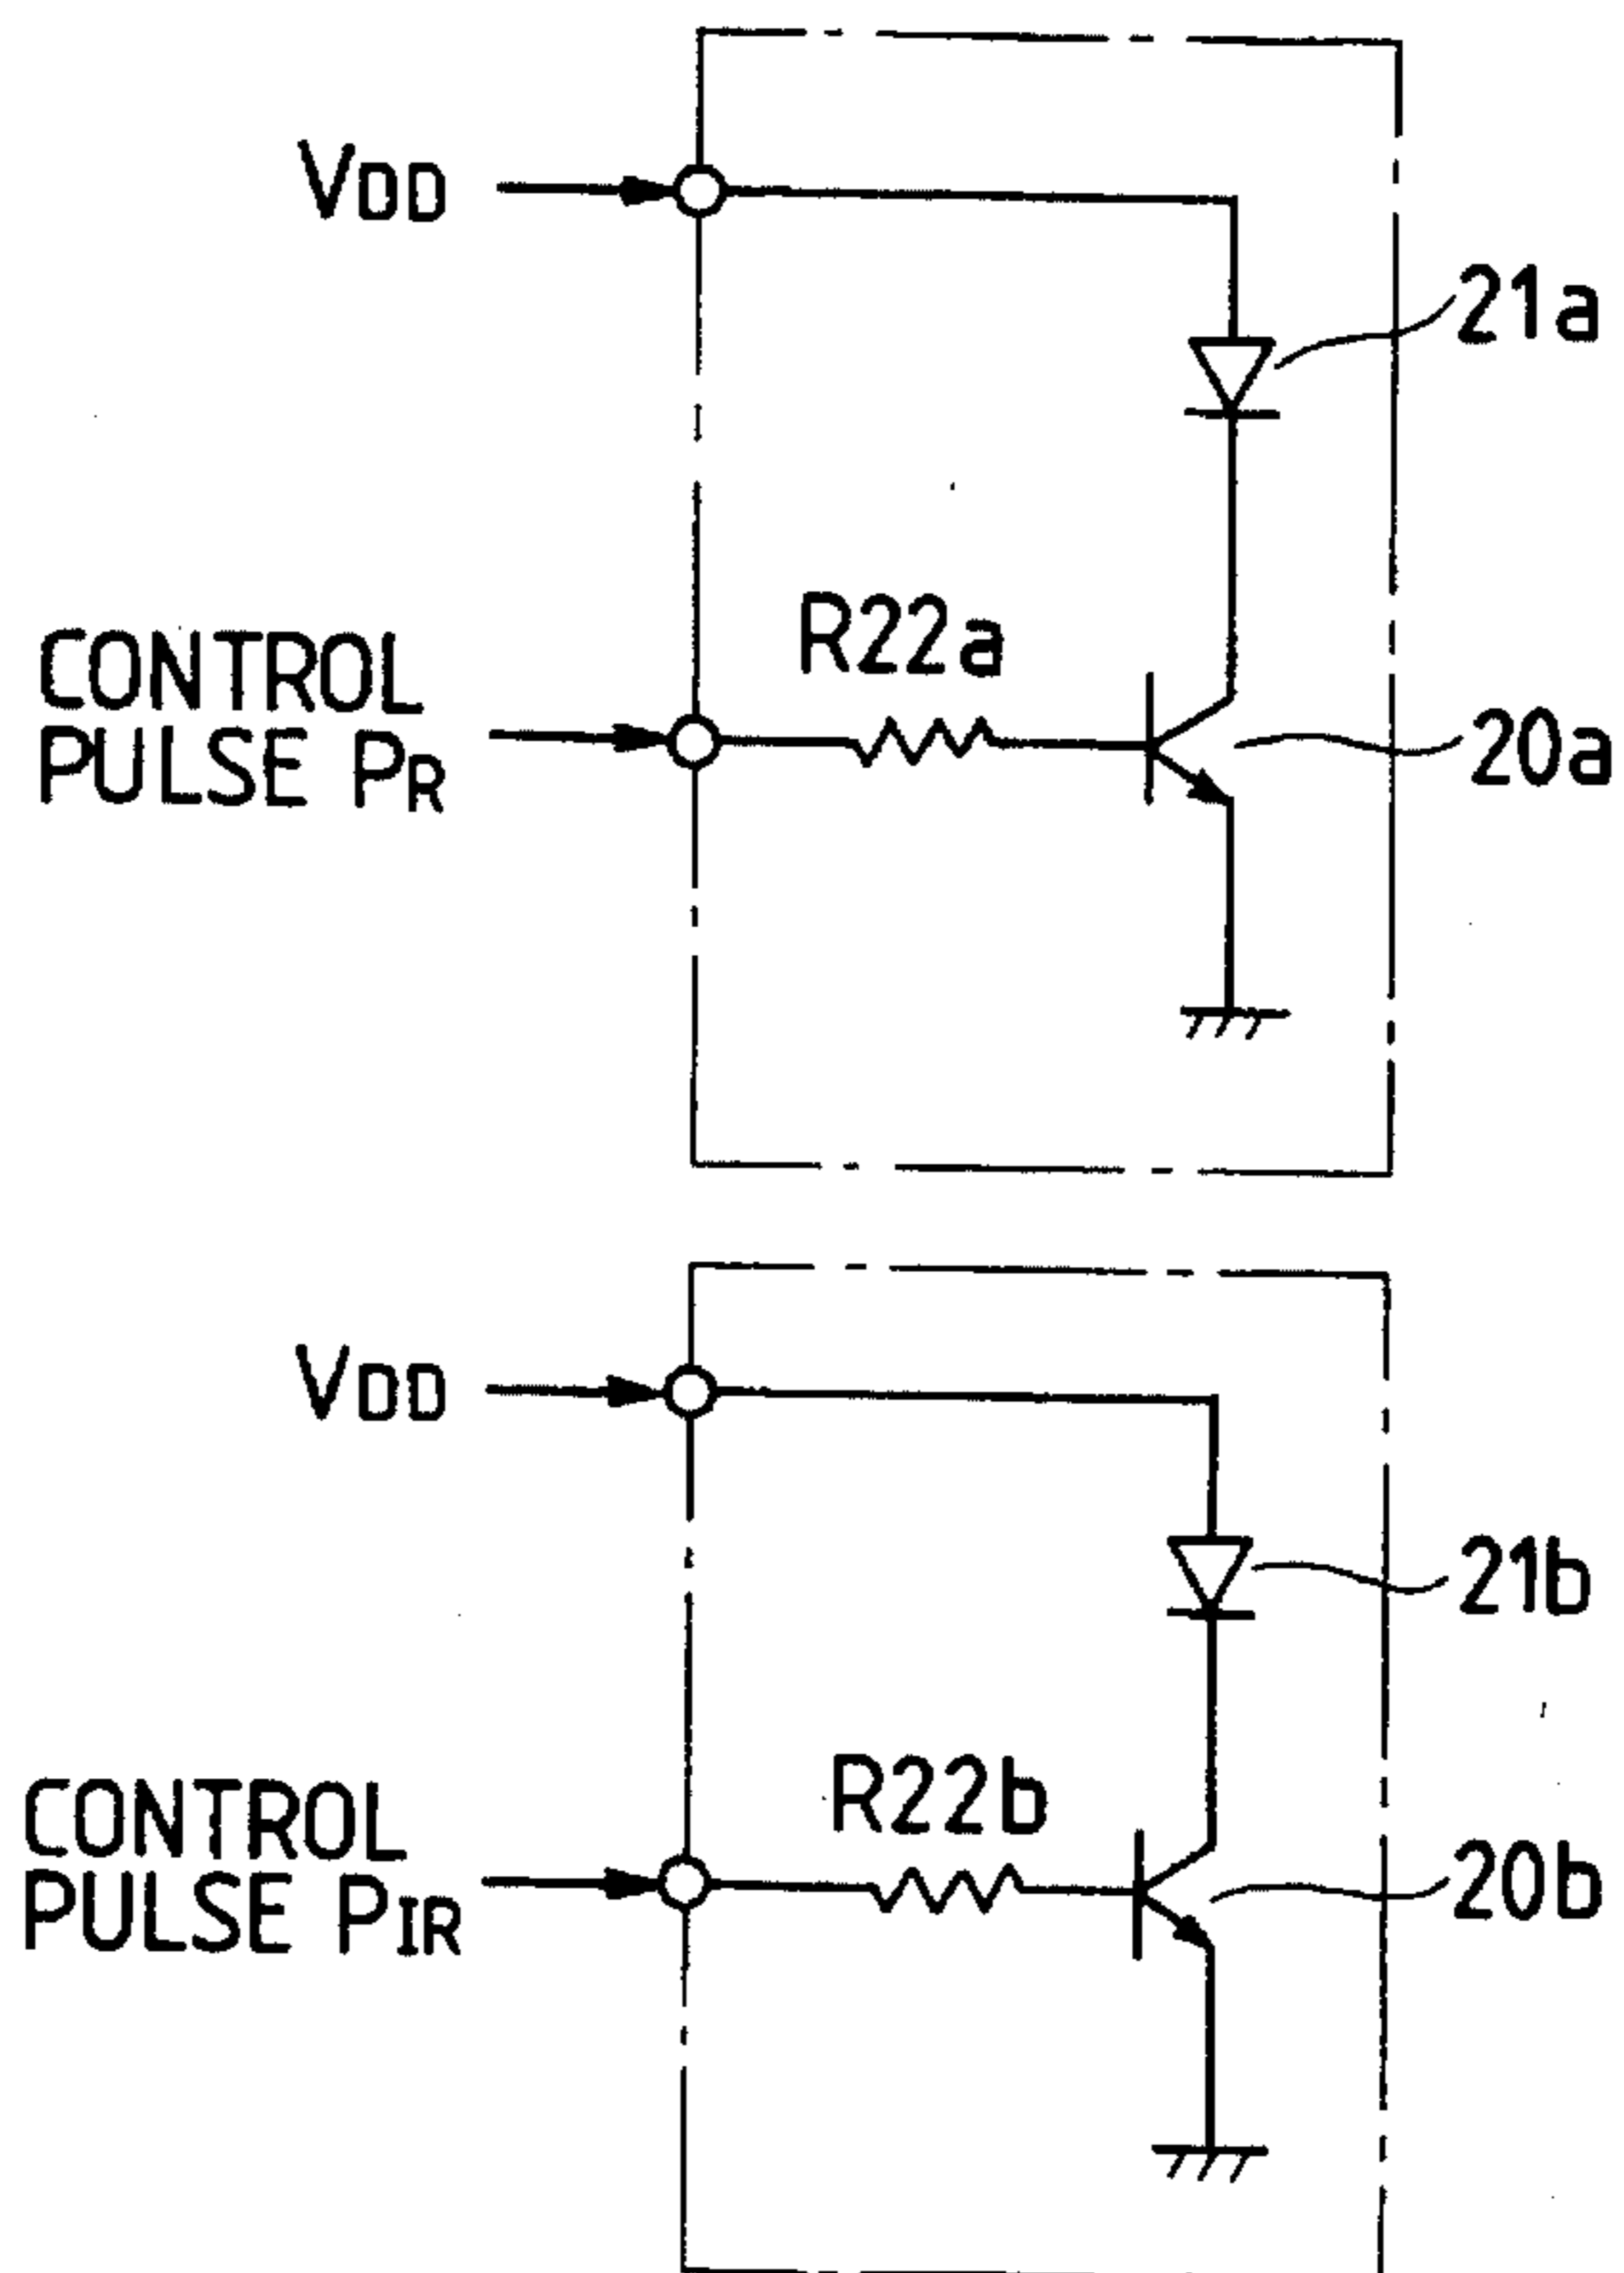 VDD
21a
R22a
CONTROL
PULSE PR
20a
VDD
21b
R22b
CONTROL
PULSE PIR
20b